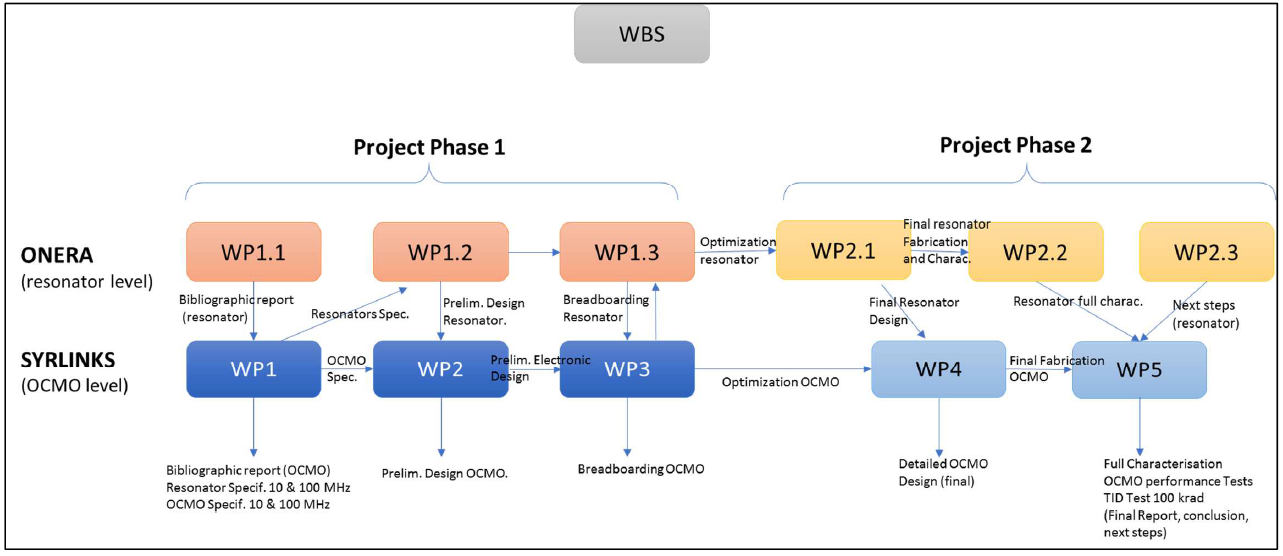 WBS
Project Phase 1
Project Phase 2
ONERA
(resonator level)
WP1.1
WP1.2
WP1.3
Optimization
resonator
WP2.1
Final resonator
Fabrication
and Charac.
WP2.2
WP2.3
Bibliographic report
(resonator)
Resonators Spec.
Prelim. Design
Resonator.
Breadboarding
Resonator
Final Resonator
Design
Resonator full charac.
Next steps
(resonator)
SYRLINKS
(OCMO level)
WP1
OCMO
Spec.
WP2
Prelim. Electronic
Design
WP3
Optimization OCMO
WP4
Final Fabrication
OCMO
WP5
Bibliographic report (OCMO)
Resonator Specif. 10 & 100 MHz
OCMO Specif. 10 & 100 MHz
Prelim. Design OCMO.
Breadboarding OCMO
Detailed OCMO
Design (final)
Full Characterisation
OCMO performance Tests
TID Test 100 krad
(Final Report, conclusion,
next steps)